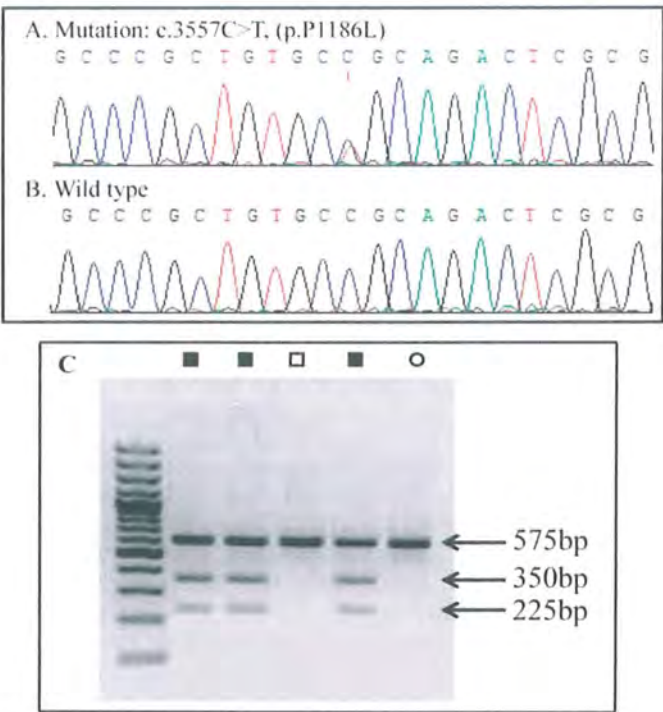 A. Mutation: c.3557C>T, (p.P1186L)
G C C C G C T G T G C C G C A G A C T C G C G
B. Wild type
G C C C G C T G T G C C G C A G A C T C G C G
C
575bp
350bp
225bp